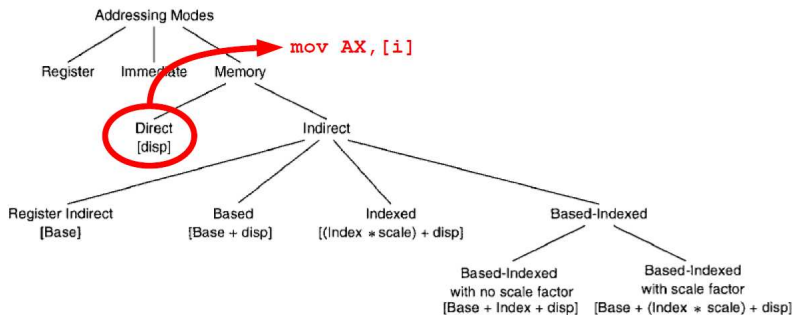 Addressing Modes
mov AX,[i]
Register Immediate Memory
Direct
[disp]
Indirect
Register Indirect
[Base]
Based
[Base + disp]
Indexed
[(Index * scale) + disp]
Based-Indexed
Based-Indexed
with no scale factor
[Base + Index + disp]
Based-Indexed
with scale factor
[Base + (Index * scale) + disp]